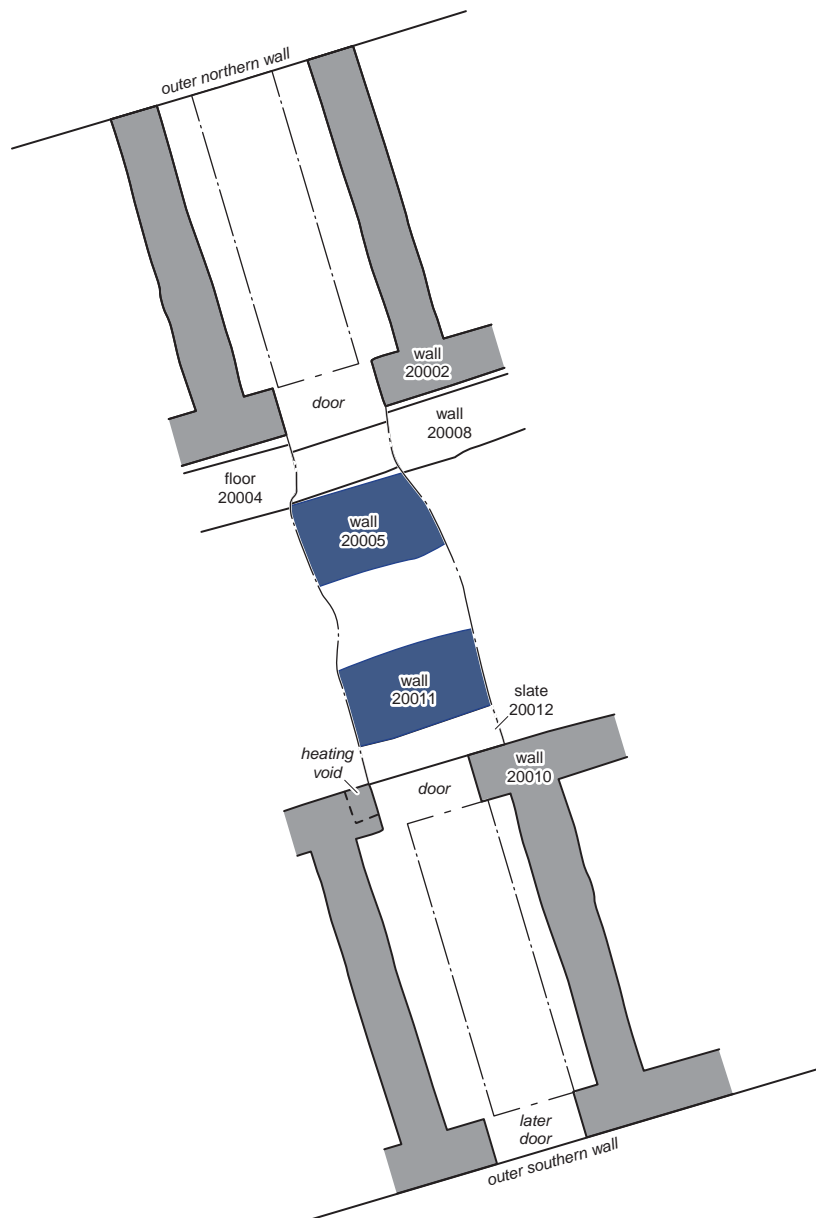 outer northern wall
wall
20002
door
wall
20008
floor
20004
wall
20005
wall
20011
slate
20012
heating
void
wall
20010
door
later
door
outer southern wall